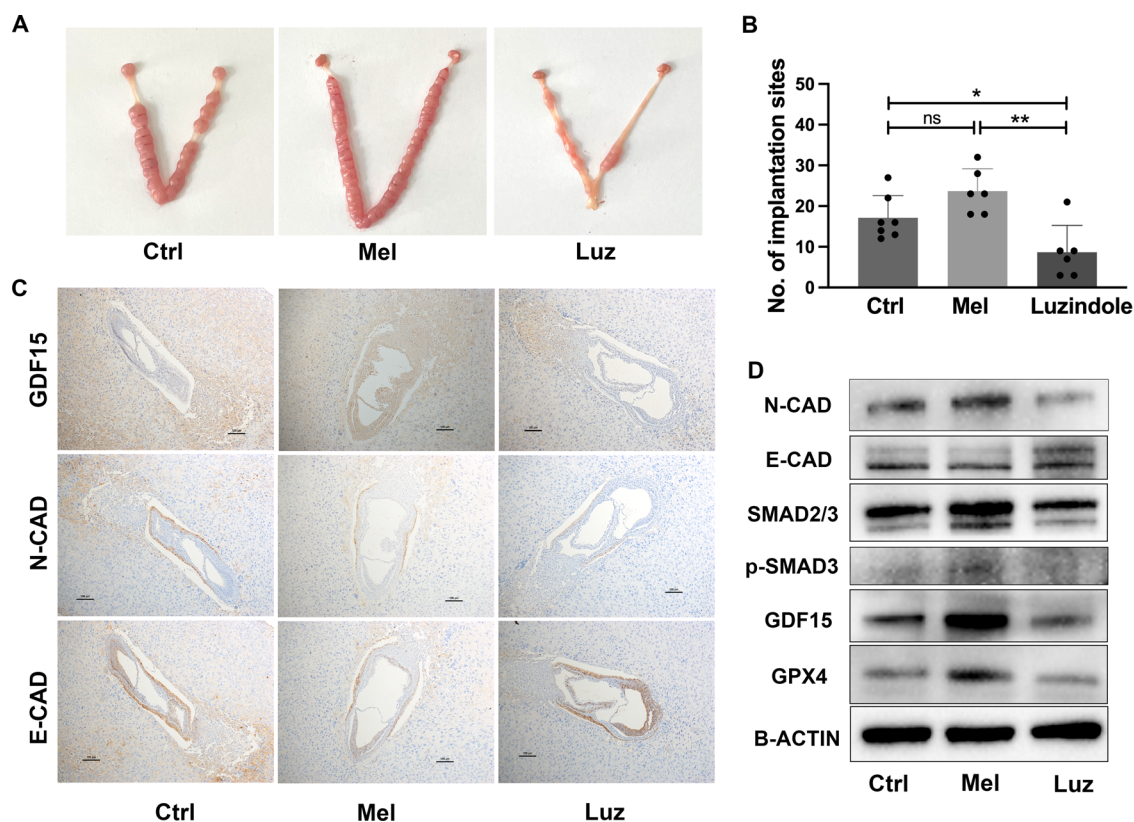 A
Ctrl
Mel
Luz
B
No. of implantation sites
50
40
30
20
10
0
*
ns
**
Ctrl
Mel
Luzindole
C
GDF15
N-CAD
E-CAD
Ctrl
Mel
Luz
D
N-CAD
E-CAD
SMAD2/3
p-SMAD3
GDF15
GPX4
B-ACTIN
Ctrl
Mel
Luz